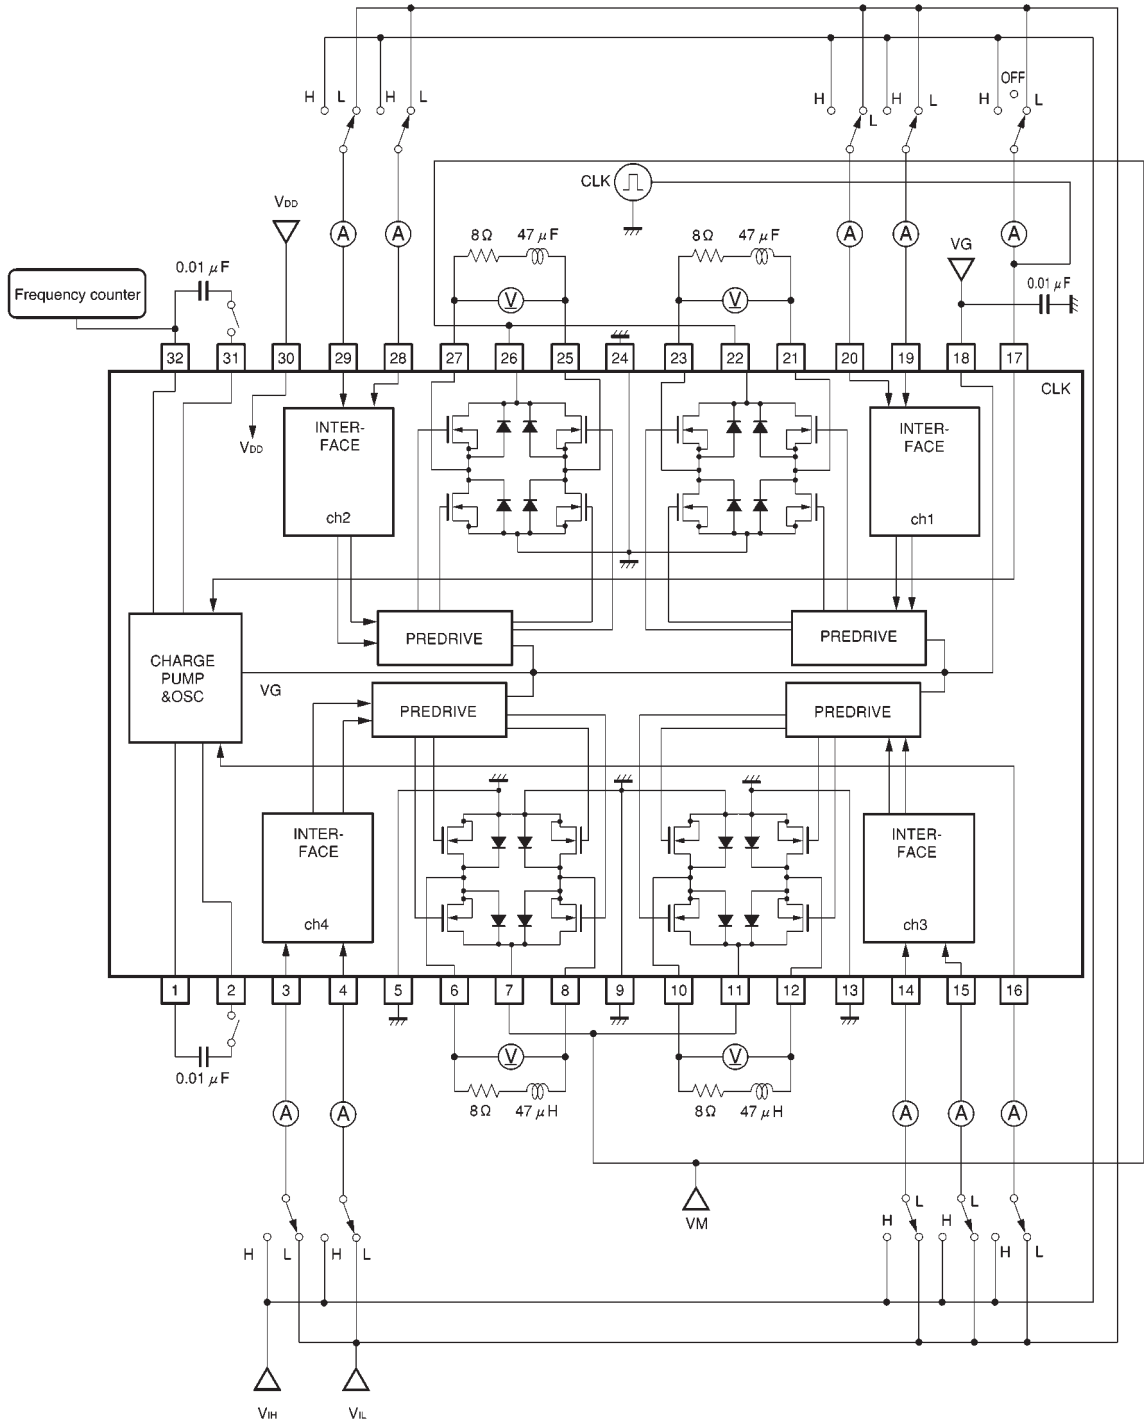 H L H L
OFF
H L H L H L
CLK
VDD
8Ω 47 μF
8Ω 47 μF
A A V V A A A
VG
0.01 μF
0.01 μF
Frequency counter
32 31 30 29 28 27 26 25 24 23 22 21 20 19 18 17
CLK
VDD
INTER-
FACE
ch2
INTER-
FACE
ch1
PREDRIVE
PREDRIVE
CHARGE
PUMP
&OSC
VG
PREDRIVE
PREDRIVE
INTER-
FACE
ch4
INTER-
FACE
ch3
1 2 3 4 5 6 7 8 9 10 11 12 13 14 15 16
0.01 μF
V V
8Ω 47 μH
8Ω 47 μH
A A A A A
VM
H L H L
H L H L H L
VIH VIL